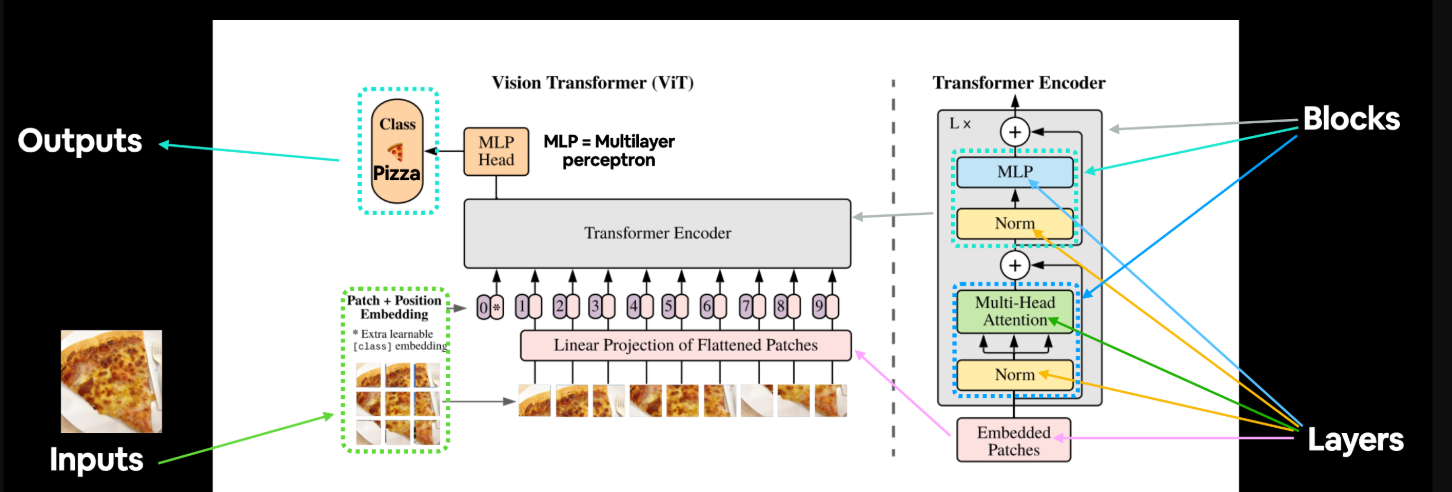 Vision Transformer (ViT)
Transformer Encoder
Outputs
Class
Pizza
MLP
Head
MLP = Multilayer
perceptron
Transformer Encoder
Patch + Position
Embedding
* Extra learnable
[class] embedding
0 *
1
2
3
4
5
6
7
8
9
Linear Projection of Flattened Patches
Inputs
L ×
+
MLP
Norm
+
Multi-Head
Attention
Norm
Embedded
Patches
Blocks
Layers